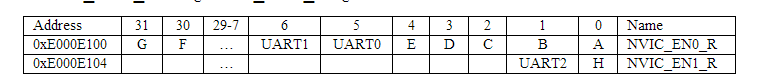 Address 31 30 29-7 6 5 4 3 2 1 0 Name
0xE000E100 G F ... UART1 UART0 E D C B A NVIC_EN0_R
0xE000E104 ... UART2 H NVIC_EN1_R